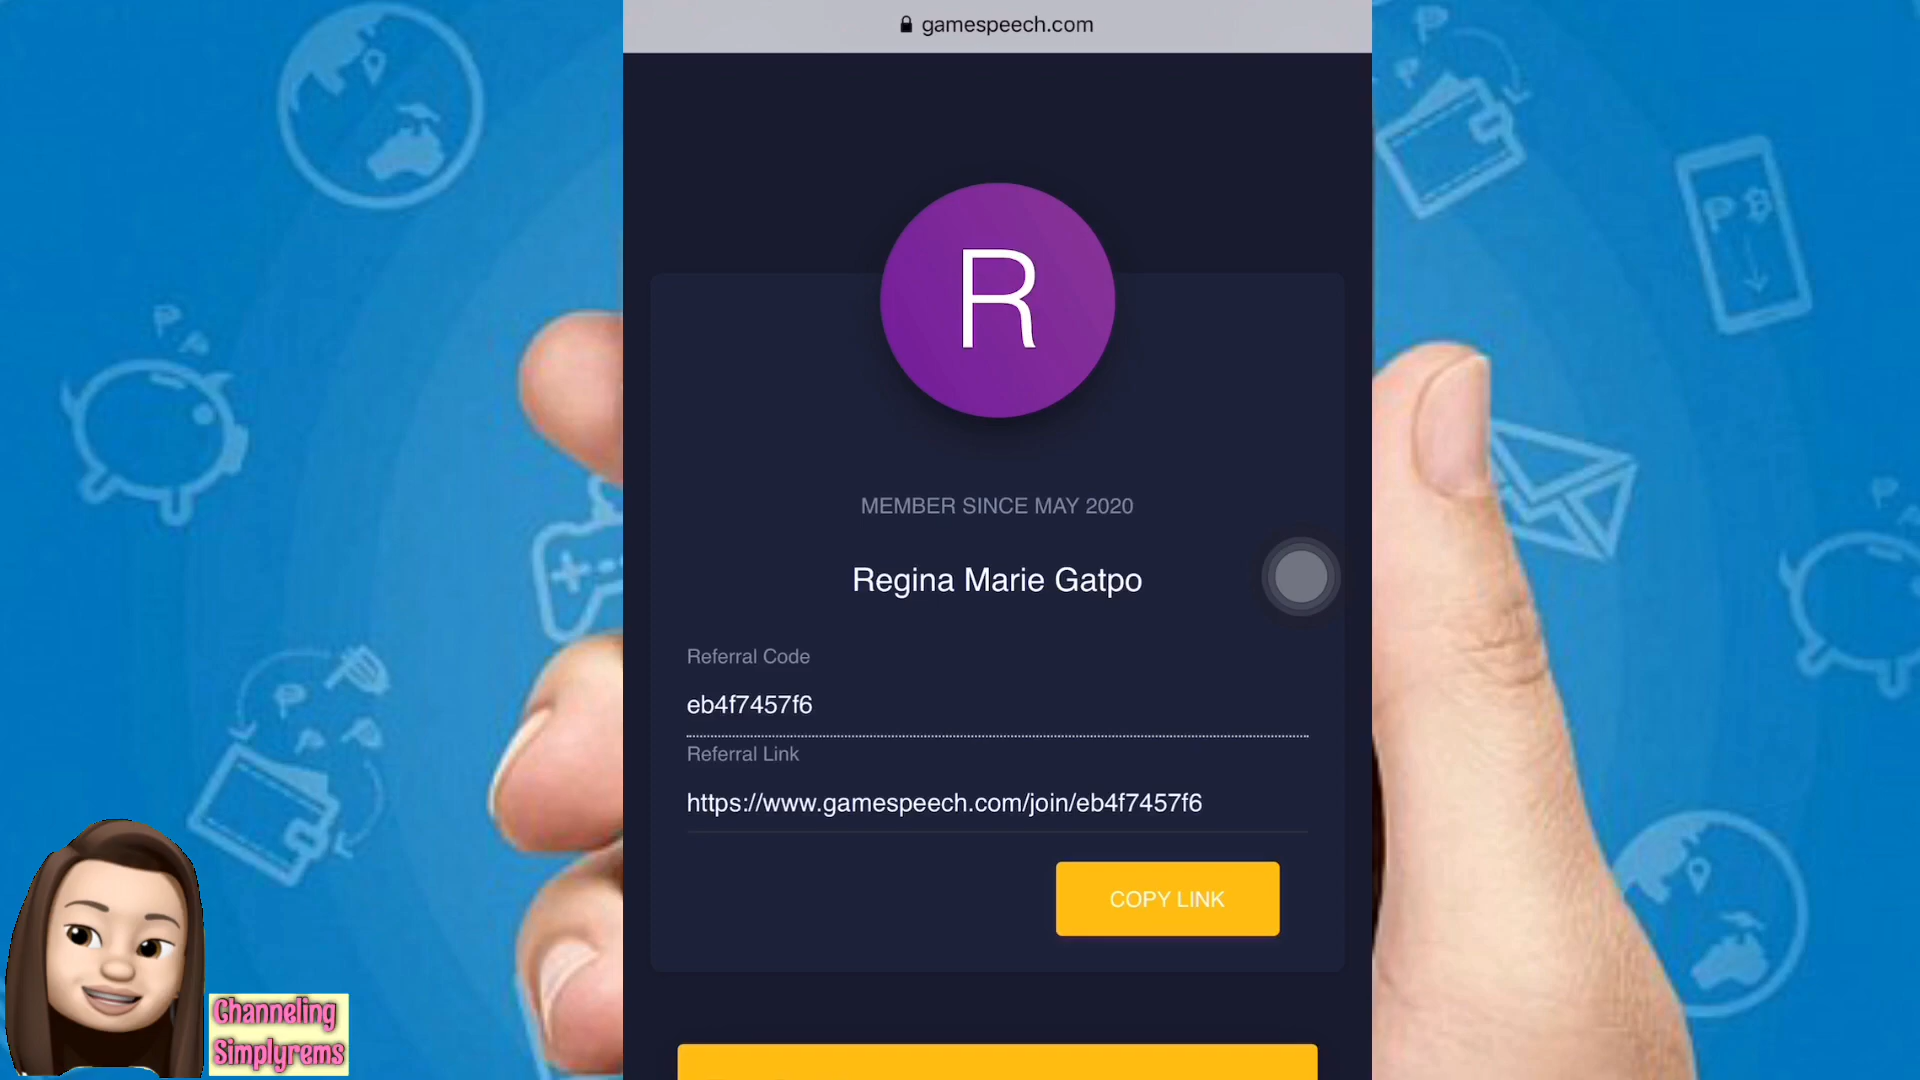 gamespeech.com
R
MEMBER SINCE MAY 2020
Regina Marie Gatpo
Referral Code
eb4f7457f6
Referral Link
https://www.gamespeech.com/join/eb4f7457f6
COPY LINK
Channeling
Simplyrems